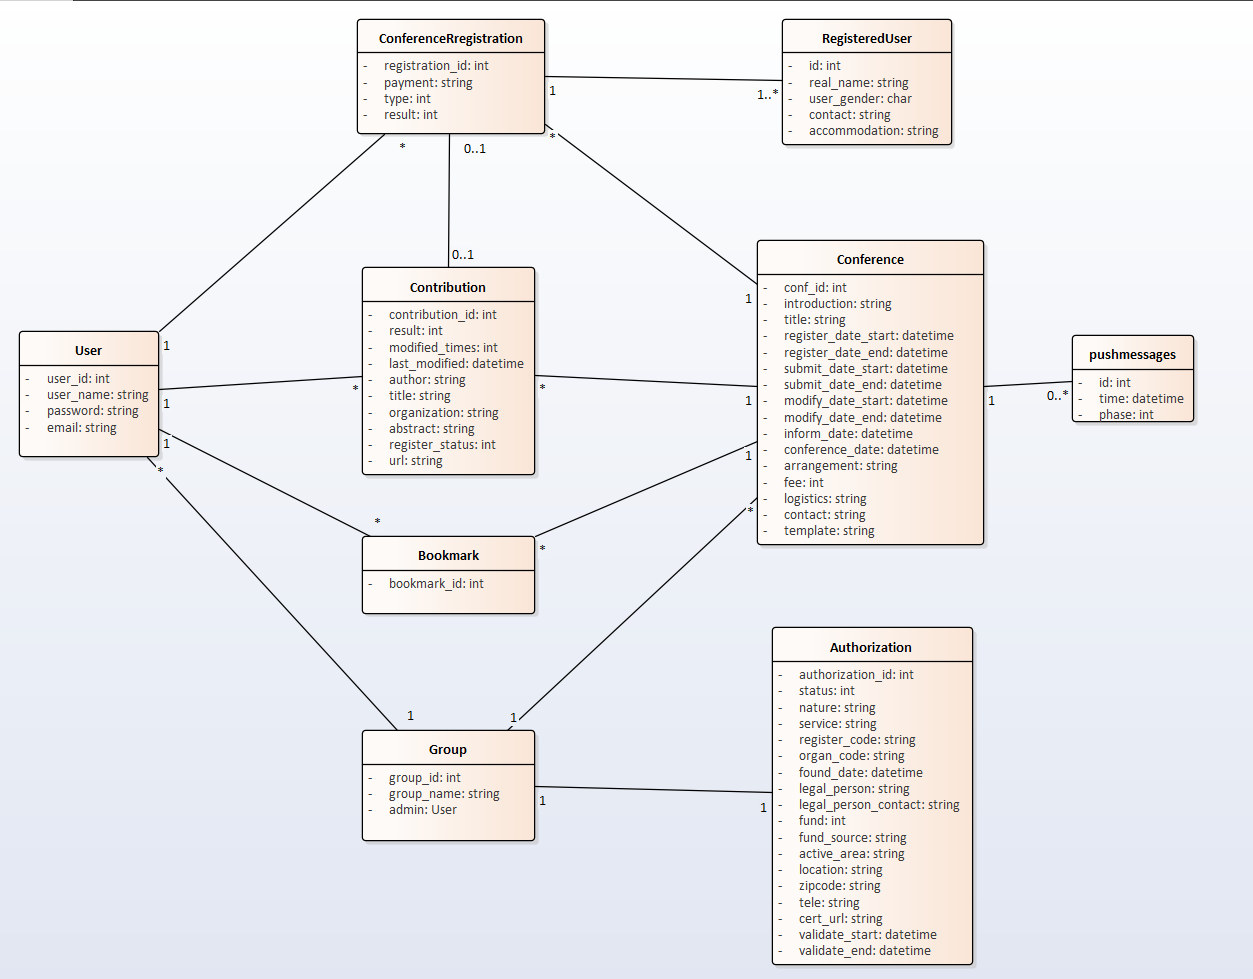 ConferenceRregistration
- registration_id: int
- payment: string
- type: int
- result: int
RegisteredUser
- id: int
- real_name: string
- user_gender: char
- contact: string
- accommodation: string
1
1..*
*
0..1
*
0..1
Contribution
- contribution_id: int
- result: int
- modified_times: int
- last_modified: datetime
- author: string
- title: string
- organization: string
- abstract: string
- register_status: int
- url: string
Conference
- conf_id: int
- introduction: string
- title: string
- register_date_start: datetime
- register_date_end: datetime
- submit_date_start: datetime
- submit_date_end: datetime
- modify_date_start: datetime
- modify_date_end: datetime
- inform_date: datetime
- conference_date: datetime
- arrangement: string
- fee: int
- logistics: string
- contact: string
- template: string
1
User
- user_id: int
- user_name: string
- password: string
- email: string
1
pushmessages
- id: int
- time: datetime
- phase: int
*
*
1
1
1
0..*
1
1
*
*
*
*
Bookmark
- bookmark_id: int
1
1
Group
- group_id: int
- group_name: string
- admin: User
1
1
Authorization
- authorization_id: int
- status: int
- nature: string
- service: string
- register_code: string
- organ_code: string
- found_date: datetime
- legal_person: string
- legal_person_contact: string
- fund: int
- fund_source: string
- active_area: string
- location: string
- zipcode: string
- tele: string
- cert_url: string
- validate_start: datetime
- validate_end: datetime